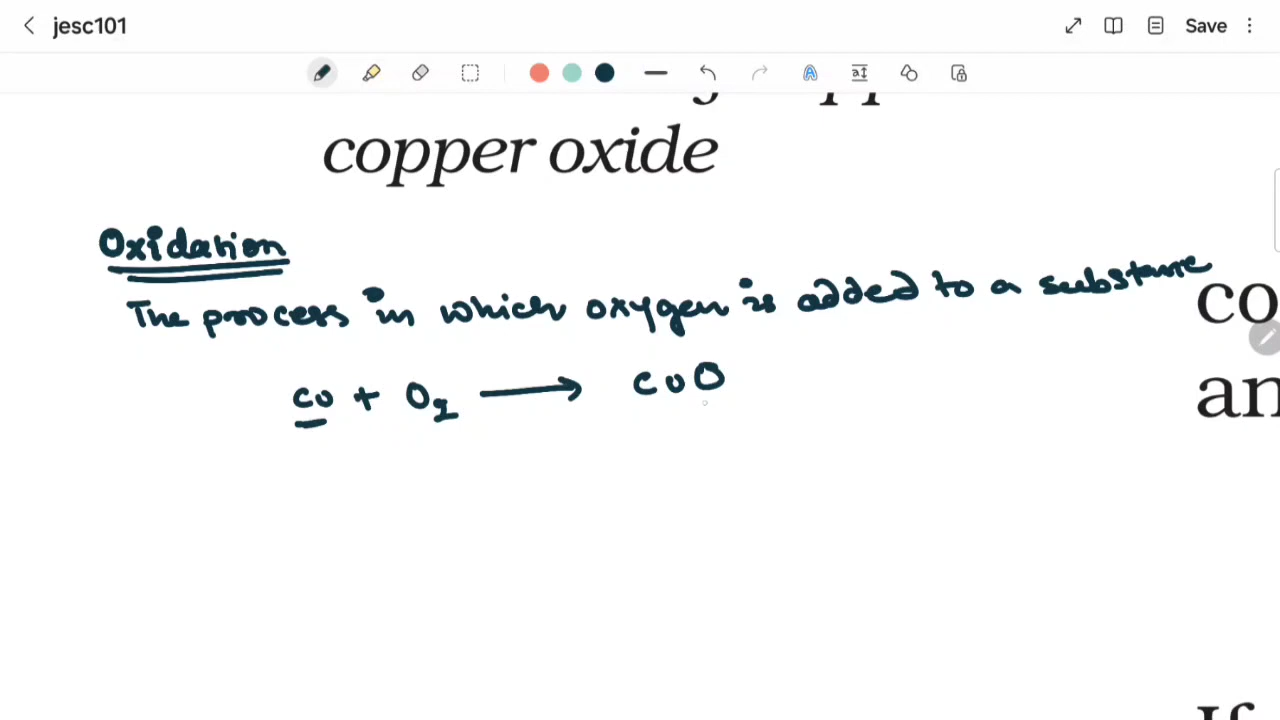 jesc101
Save
copper oxide
Oxidation
The process in which oxygen is added to a substance
co
an
Cu + O2 → CuO
If